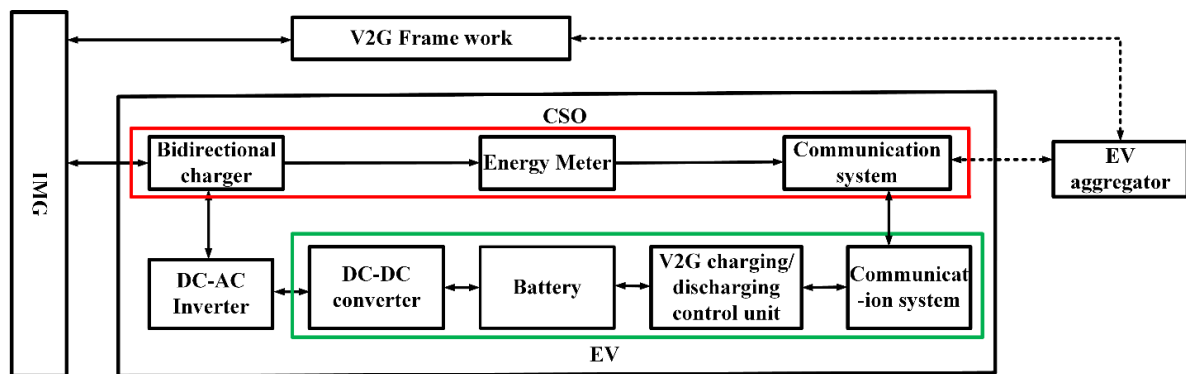 V2G Frame work
CSO
Bidirectional
charger
Energy Meter
Communication
system
EV
aggregator
IMG
DC-AC
Inverter
DC-DC
converter
Battery
V2G charging/
discharging
control unit
Communicat
-ion system
EV